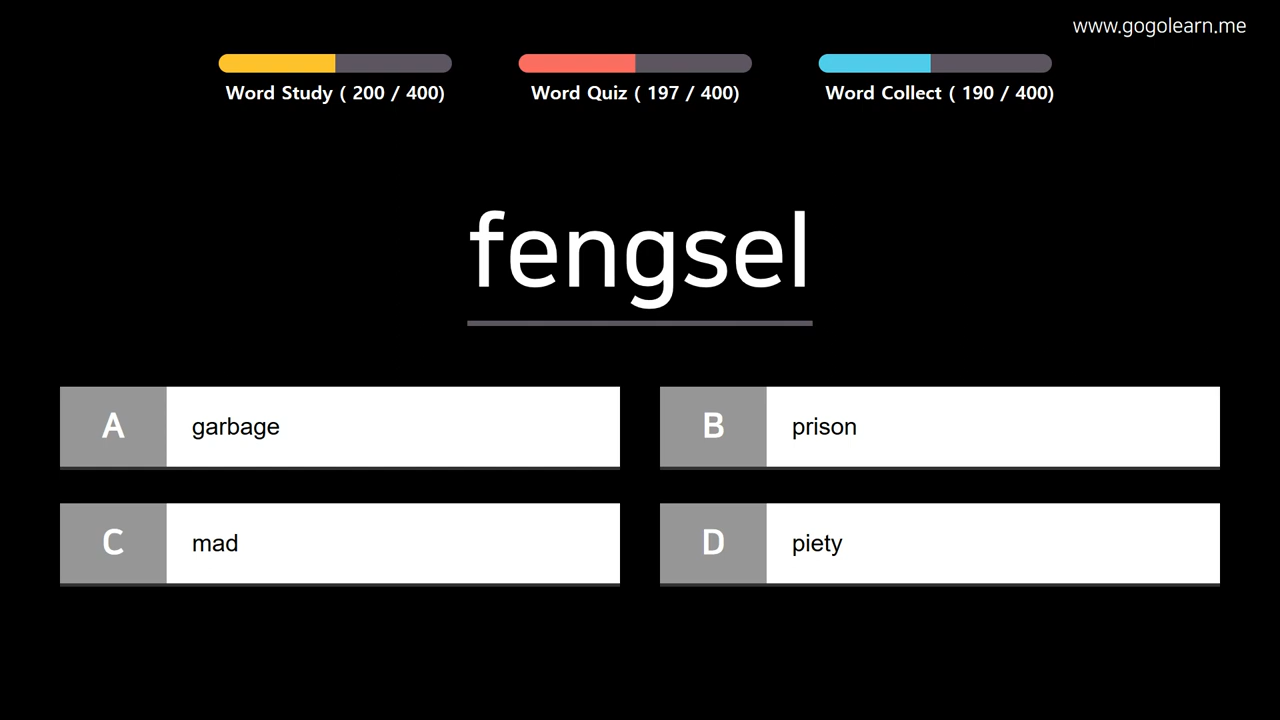 www.gogolearn.me
Word Study ( 200 / 400)
Word Quiz ( 197 / 400)
Word Collect ( 190 / 400)
fengsel
A garbage
B prison
C mad
D piety